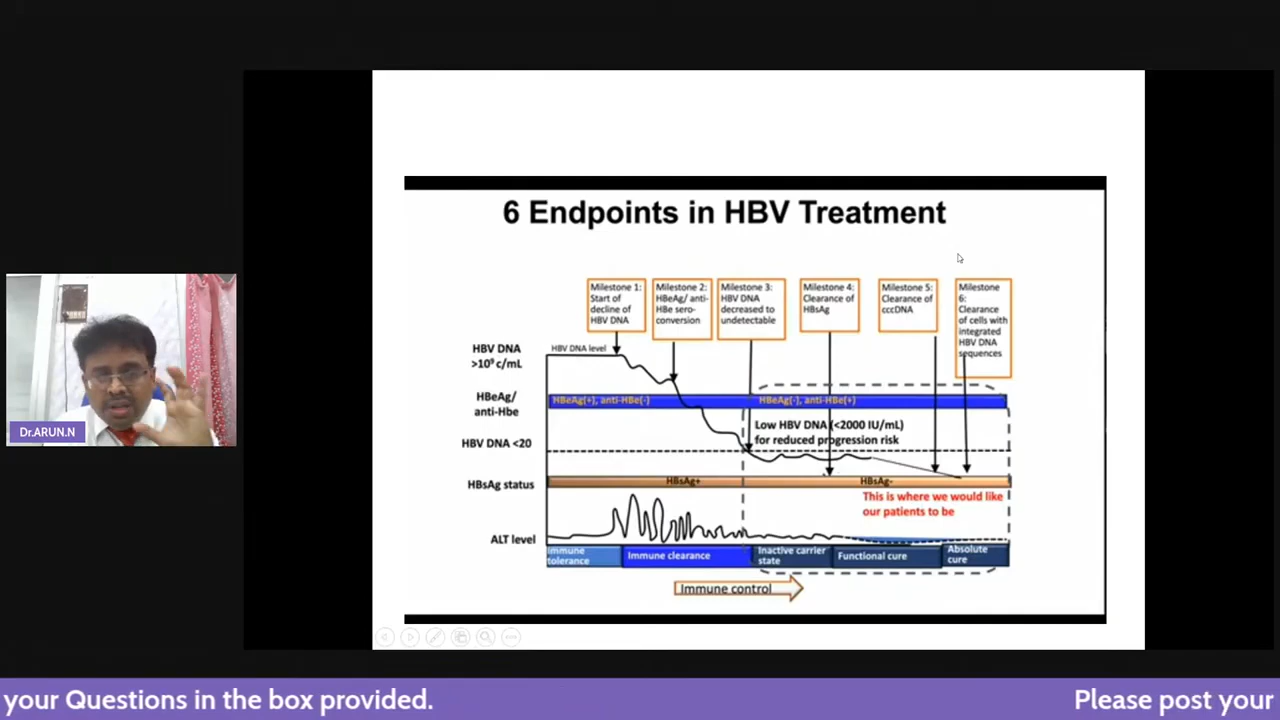 6 Endpoints in HBV Treatment
Milestone 1:
Start of
decline of
HBV DNA
Milestone 2:
HBeAg/ anti-
HBe sero-
conversion
Milestone 3:
HBV DNA
decreased to
undetectable
Milestone 4:
Clearance of
HBsAg
Milestone 5:
Clearance of
cccDNA
Milestone
6:
Clearance
of cells with
integrated
HBV DNA
sequences
HBV DNA
>10⁹ c/mL
HBV DNA level
HBeAg/
anti-Hbe
HBeAg(+), anti-HBe(-)
HBeAg(-), anti-HBe(+)
Low HBV DNA (<2000 IU/mL)
for reduced progression risk
HBV DNA <20
HBsAg status
HBsAg+
HBsAg-
This is where we would like
our patients to be
ALT level
Immune
tolerance
Immune clearance
Inactive carrier
state
Functional cure
Absolute
cure
Immune control
Dr.ARUN.N
your Questions in the box provided.
Please post your